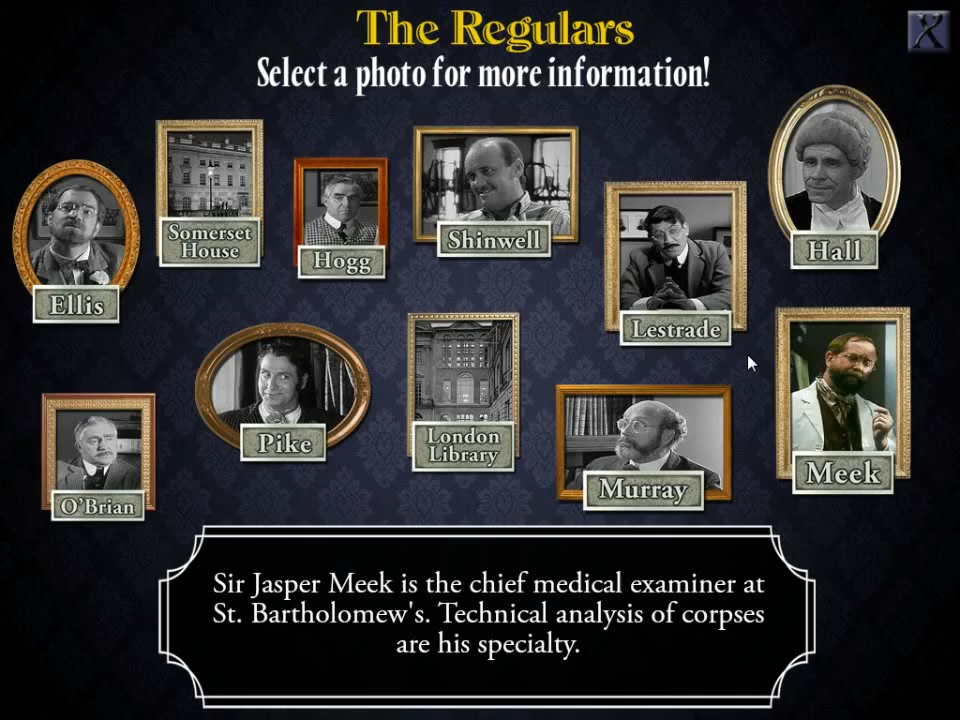 The Regulars
X
Select a photo for more information!
Ellis
Somerset
House
Hogg
Shinwell
Lestrade
Hall
O'Brian
Pike
London
Library
Murray
Meek
Sir Jasper Meek is the chief medical examiner at
St. Bartholomew's. Technical analysis of corpses
are his specialty.